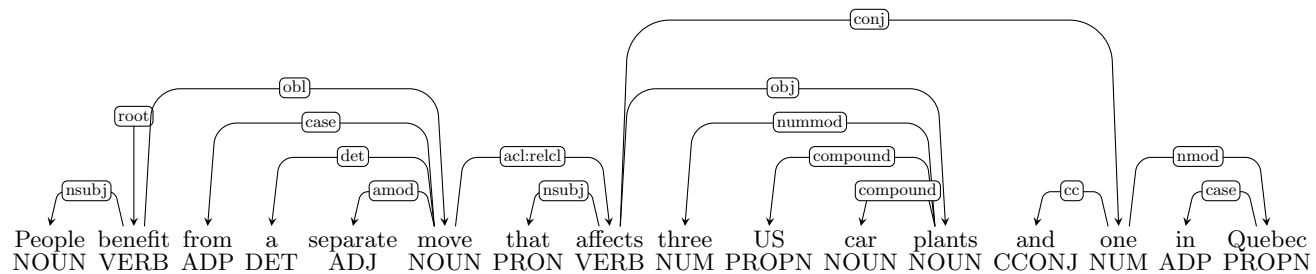 conj
obl obj
root
case nummod
det acl:relcl compound nmod
nsubj amod nsubj compound cc case
People benefit from a separate move that affects three US car plants and one in Quebec
NOUN VERB ADP DET ADJ NOUN PRON VERB NUM PROPN NOUN NOUN CCONJ NUM ADP PROPN